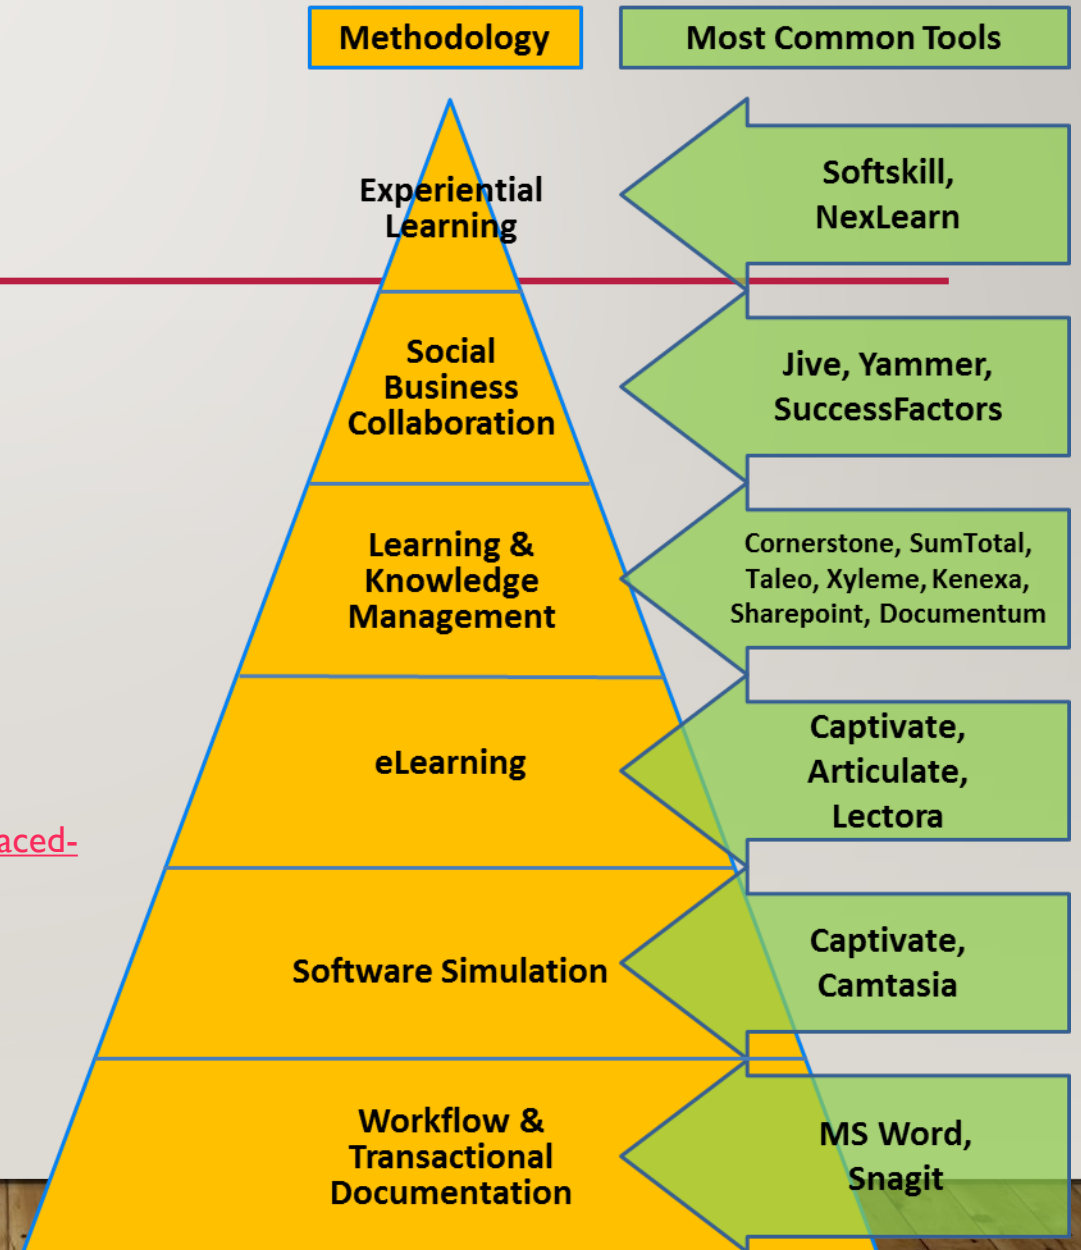 Methodology
Most Common Tools
Experiential
Learning
Softskill,
NexLearn
Social
Business
Collaboration
Jive, Yammer,
SuccessFactors
Learning &
Knowledge
Management
Cornerstone, SumTotal,
Taleo, Xyleme, Kenexa,
Sharepoint, Documentum
eLearning
Captivate,
Articulate,
Lectora
aced-
Software Simulation
Captivate,
Camtasia
Workflow &
Transactional
Documentation
MS Word,
Snagit